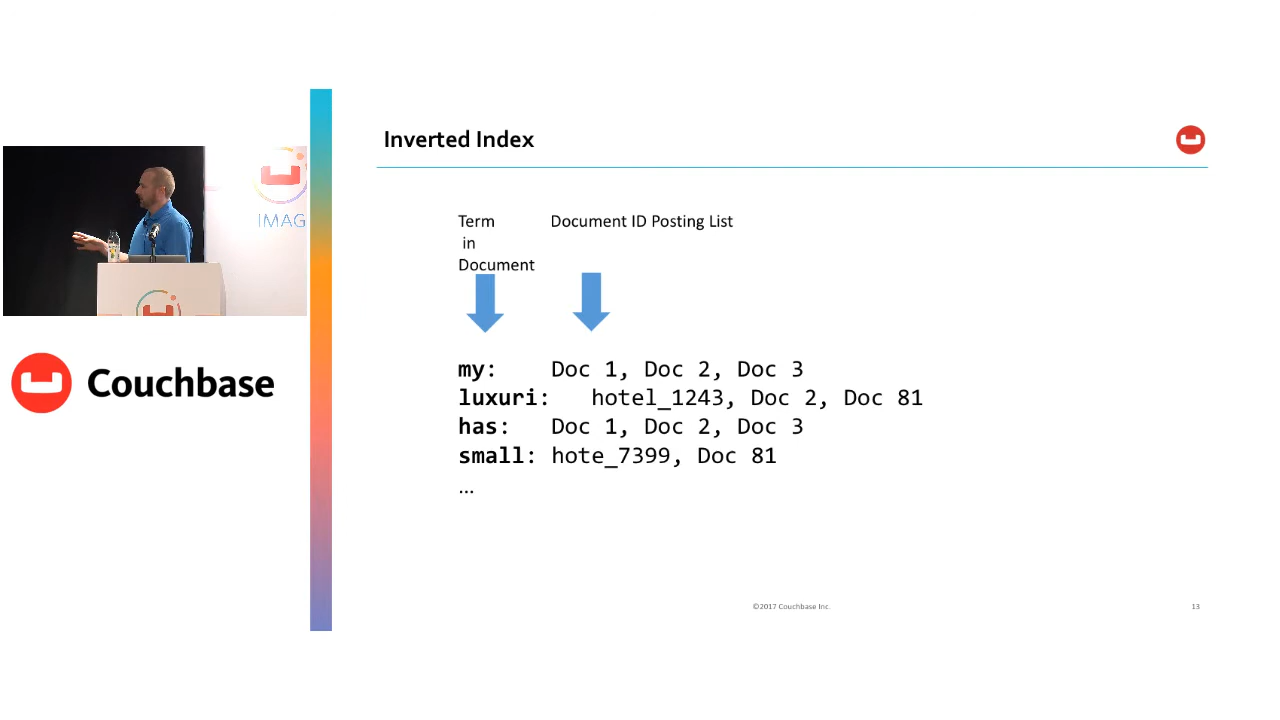 Inverted Index
Term
in
Document
Document ID Posting List
my: Doc 1, Doc 2, Doc 3
luxuri: hotel_1243, Doc 2, Doc 81
has: Doc 1, Doc 2, Doc 3
small: hote_7399, Doc 81
...
IMAG
Couchbase
©2017 Couchbase Inc.
13